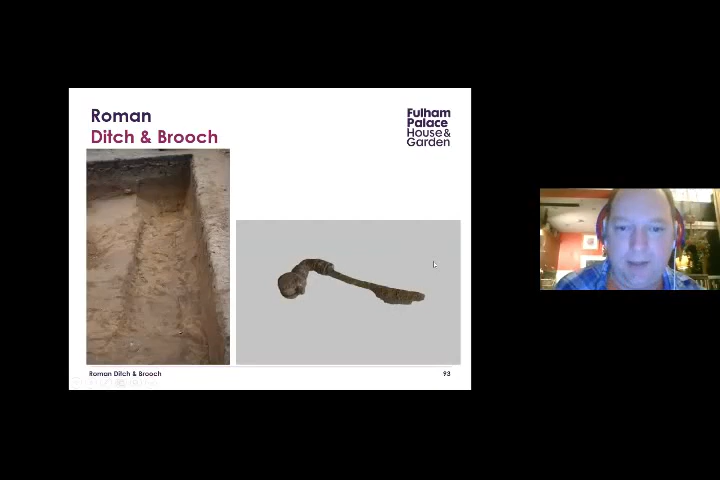 Roman
Ditch & Brooch
Fulham
Palace
House &
Garden
Roman Ditch & Brooch
93